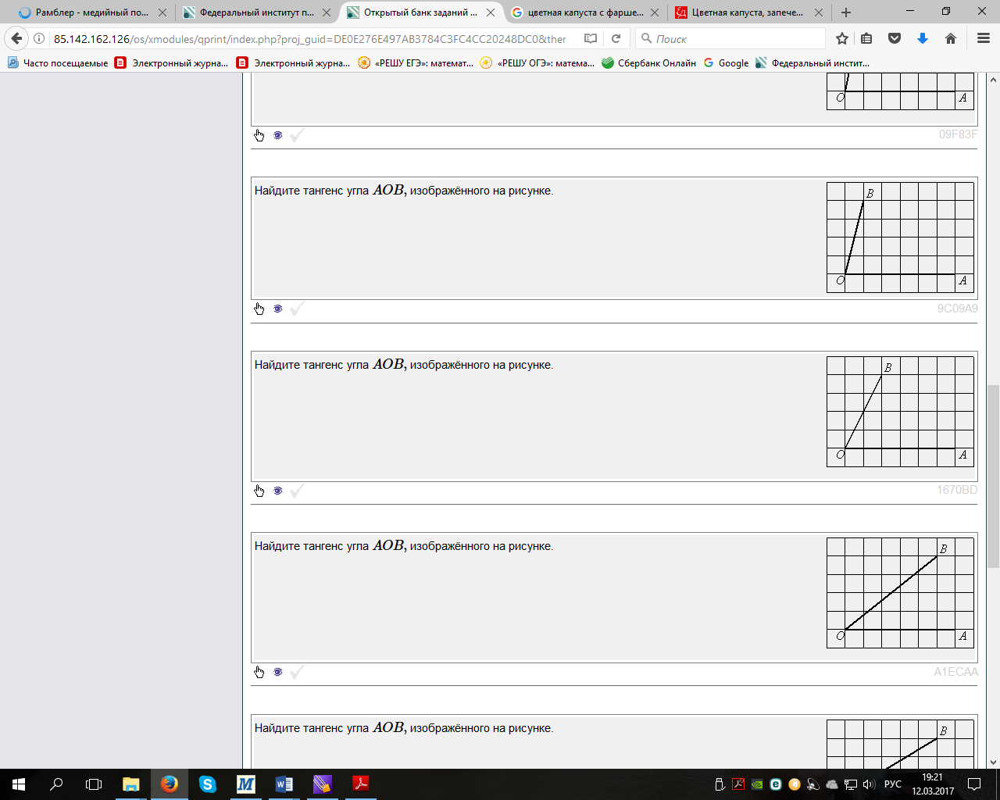 Рамблер - медийный по...
Федеральный институт п...
Открытый банк заданий ...
цветная капуста с фарше...
Цветная капуста, запече...
85.142.162.126/os/xmodules/qprint/index.php?proj_guid=DE0E276E497AB3784C3FC4CC20248DC0&ther
Поиск
Часто посещаемые
Электронный журна...
Электронный журна...
«РЕШУ ЕГЭ»: математ...
«РЕШУ ОГЭ»: матема...
Сбербанк Онлайн
Google
Федеральный инстит...
O
A
09F83F
Найдите тангенс угла AOB, изображённого на рисунке.
B
O
A
9C09A9
Найдите тангенс угла AOB, изображённого на рисунке.
B
O
A
1670BD
Найдите тангенс угла AOB, изображённого на рисунке.
B
O
A
A1ECAA
Найдите тангенс угла AOB, изображённого на рисунке.
B
РУС
19:21
12.03.2017